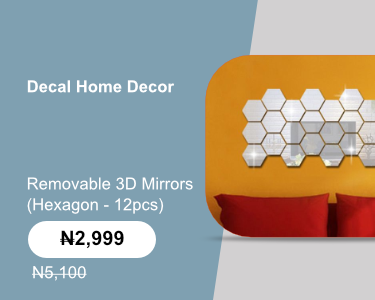 Decal Home Decor
Removable 3D Mirrors
(Hexagon - 12pcs)
₦2,999
₦5,100